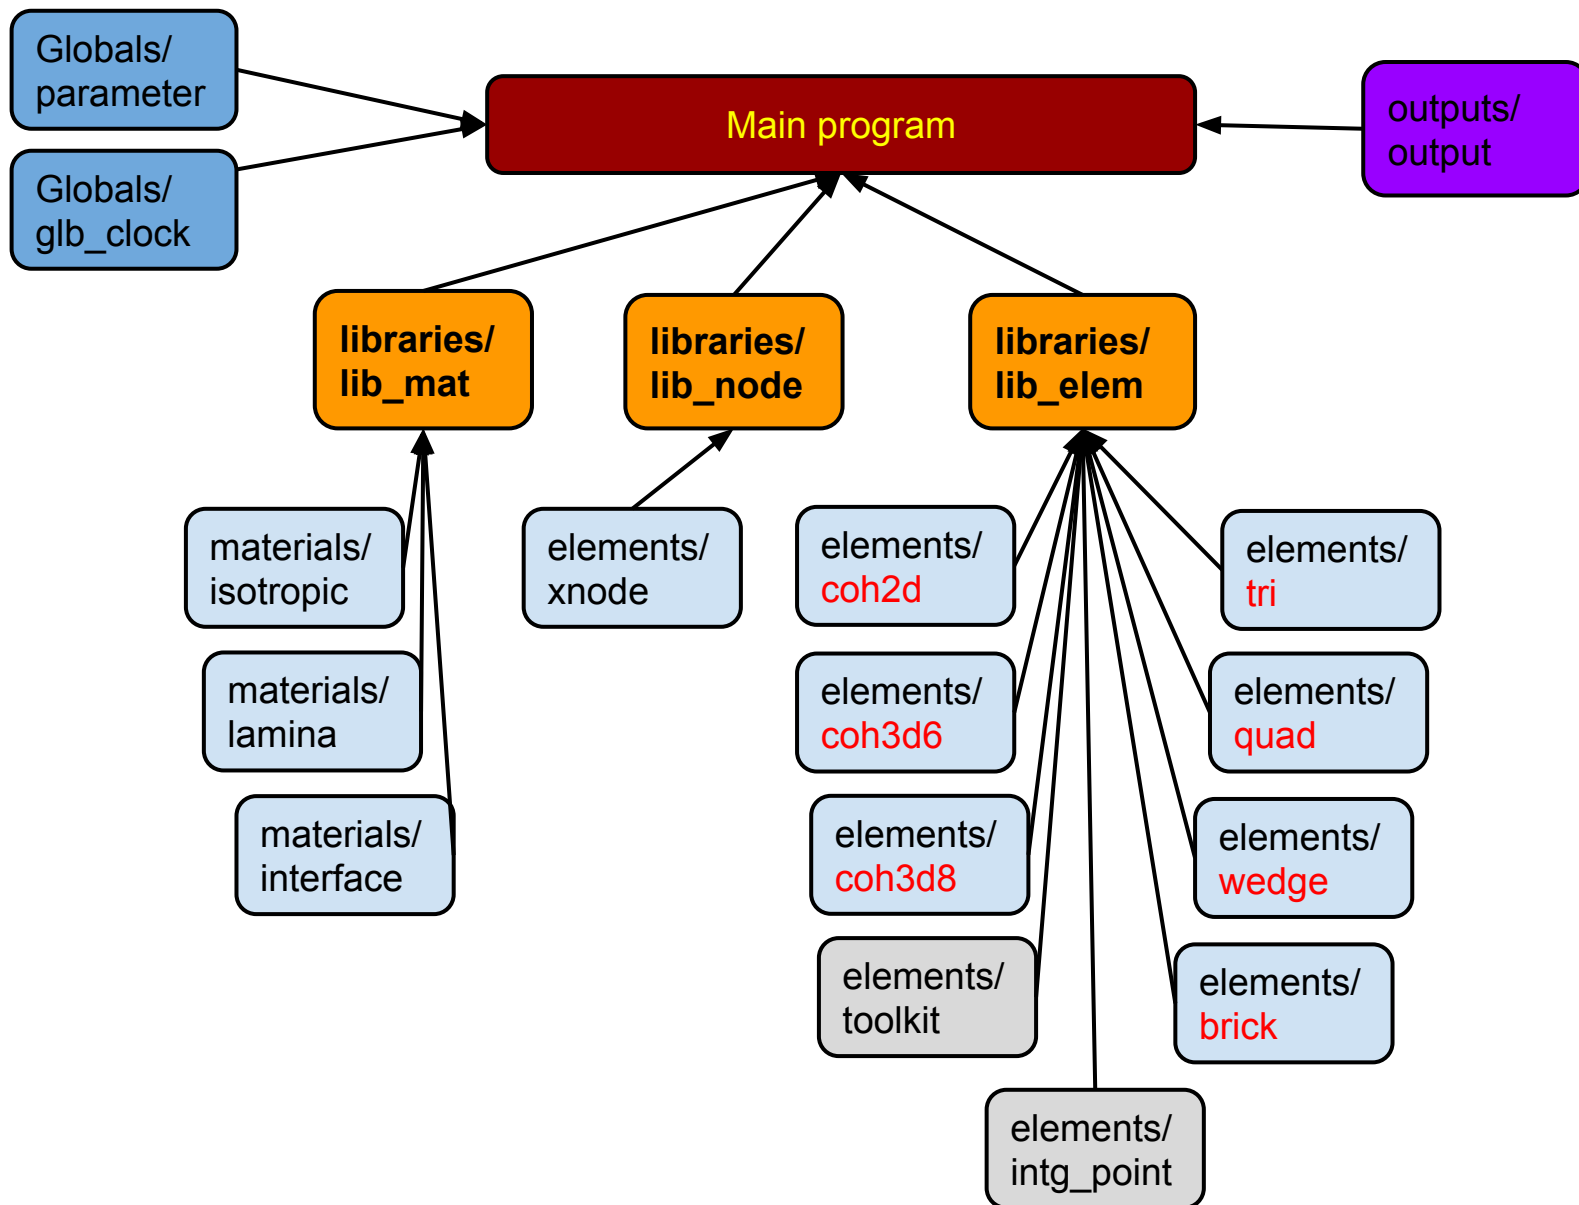 Globals/
parameter
Main program
outputs/
output
Globals/
glb_clock
libraries/
lib_mat
libraries/
lib_node
libraries/
lib_elem
materials/
isotropic
elements/
xnode
elements/
coh2d
elements/
tri
materials/
lamina
elements/
coh3d6
elements/
quad
materials/
interface
elements/
coh3d8
elements/
wedge
elements/
toolkit
elements/
brick
elements/
intg_point